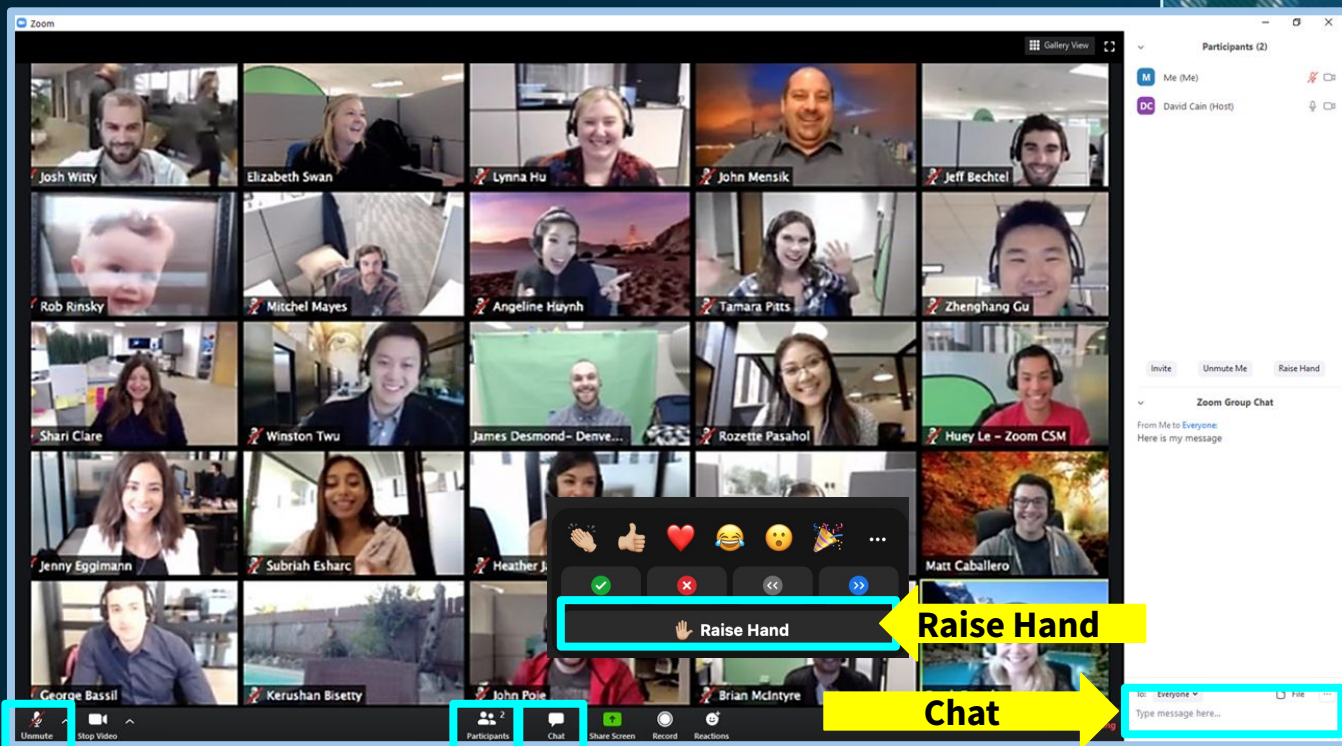 Zoom
Gallery View
Participants (2)
M Me (Me)
DC David Cain (Host)
Josh Witty
Elizabeth Swan
Lynna Hu
John Mensik
Jeff Bechtel
Rob Rinsky
Mitchel Mayes
Angeline Huynh
Tamara Pitts
Zhenghang Gu
Invite Unmute Me Raise Hand
Zoom Group Chat
From Me to Everyone:
Here is my message
Shari Clare
Winston Twu
James Desmond- Denve...
Rozette Pasahol
Huey Le - Zoom CSM
Jenny Eggimann
Subriah Esharc
Heather
Matt Caballero
Raise Hand
Raise Hand
George Bassil
Kerushan Bisetty
John Poje
Brian McIntyre
To: Everyone File ...
Type message here...
Chat
Unmute
Stop Video
Participants 2
Chat
Share Screen
Record
Reactions